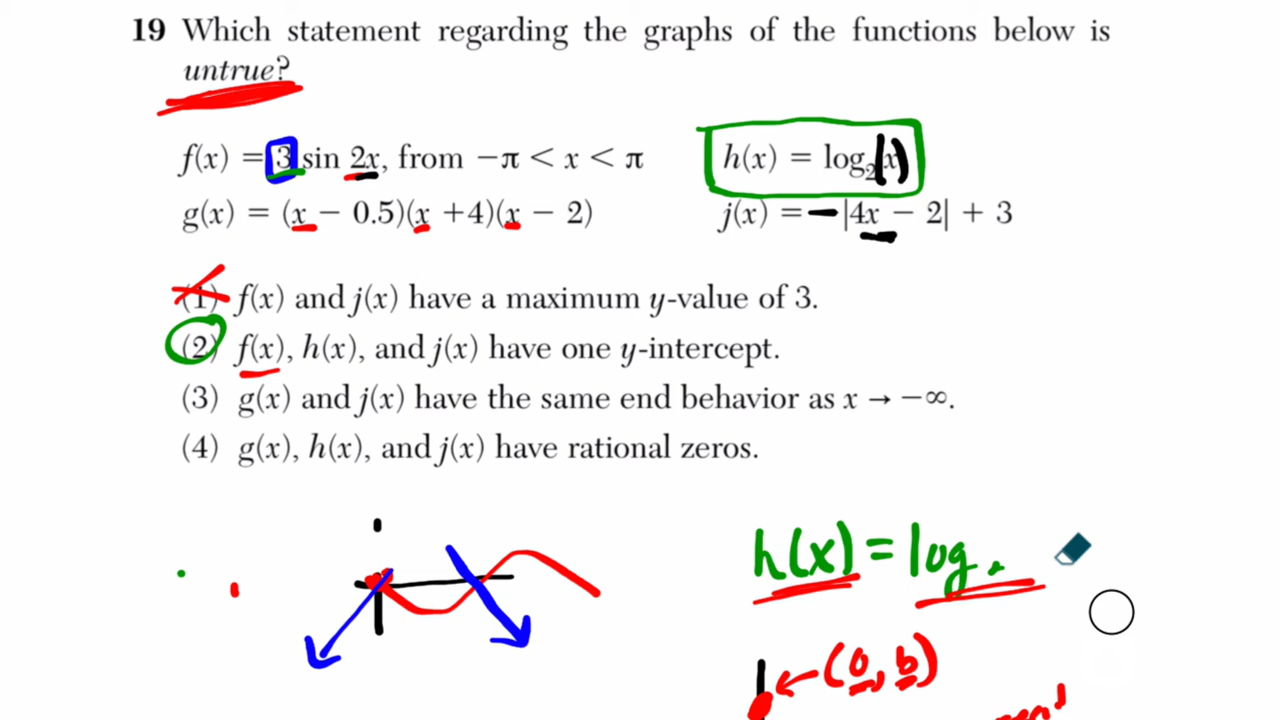 19 Which statement regarding the graphs of the functions below is
untrue?
f(x) = 3 sin 2x, from −π < x < π
h(x) = log₂(x)
g(x) = (x − 0.5)(x +4)(x − 2)
j(x) = −|4x − 2| + 3
(1) f(x) and j(x) have a maximum y-value of 3.
(2) f(x), h(x), and j(x) have one y-intercept.
(3) g(x) and j(x) have the same end behavior as x → −∞.
(4) g(x), h(x), and j(x) have rational zeros.
h(x) = log
(0, b)